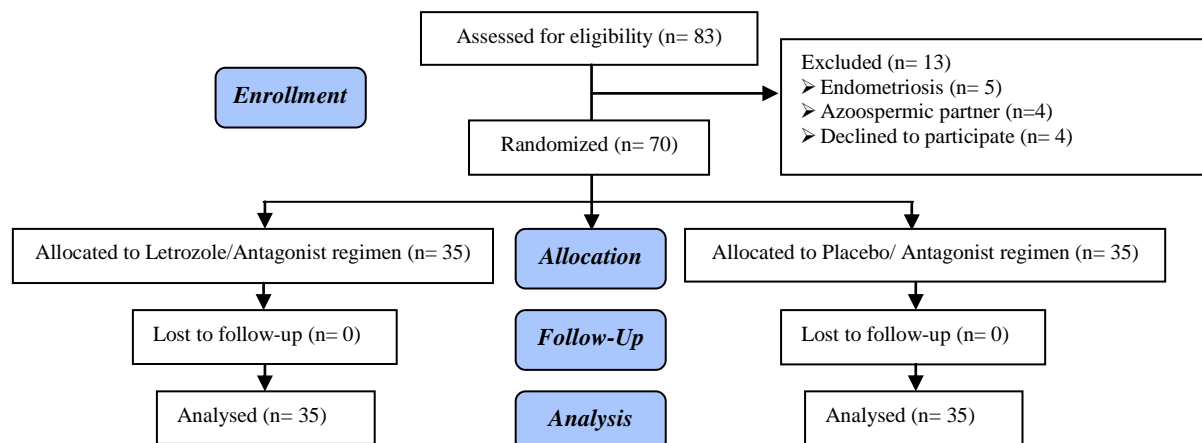 Assessed for eligibility (n= 83)
Excluded (n= 13)
➢ Endometriosis (n= 5)
➢ Azoospermic partner (n=4)
➢ Declined to participate (n= 4)
Enrollment
Randomized (n= 70)
Allocated to Letrozole/Antagonist regimen (n= 35)
Allocation
Allocated to Placebo/ Antagonist regimen (n= 35)
Lost to follow-up (n= 0)
Follow-Up
Lost to follow-up (n= 0)
Analysed (n= 35)
Analysis
Analysed (n= 35)